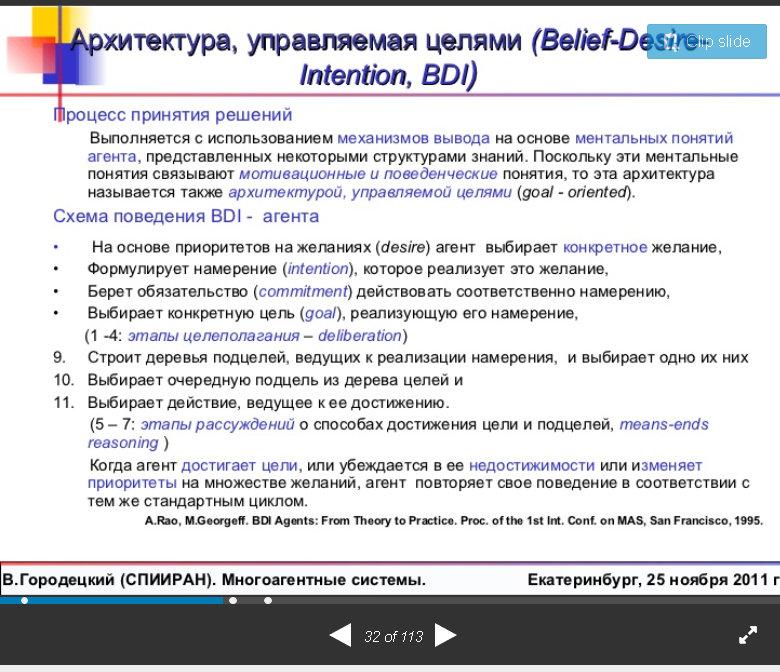 Архитектура, управляемая целями (Belief-Desire-
Clip slide
Intention, BDI)
Процесс принятия решений
Выполняется с использованием механизмов вывода на основе ментальных понятий
агента, представленных некоторыми структурами знаний. Поскольку эти ментальные
понятия связывают мотивационные и поведенческие понятия, то эта архитектура
называется также архитектурой, управляемой целями (goal - oriented).
Схема поведения BDI - агента
• На основе приоритетов на желаниях (desire) агент выбирает конкретное желание,
• Формулирует намерение (intention), которое реализует это желание,
• Берет обязательство (commitment) действовать соответственно намерению,
• Выбирает конкретную цель (goal), реализующую его намерение,
(1 -4: этапы целеполагания – deliberation)
9. Строит деревья подцелей, ведущих к реализации намерения, и выбирает одно их них
10. Выбирает очередную подцель из дерева целей и
11. Выбирает действие, ведущее к ее достижению.
(5 – 7: этапы рассуждений о способах достижения цели и подцелей, means-ends
reasoning )
Когда агент достигает цели, или убеждается в ее недостижимости или изменяет
приоритеты на множестве желаний, агент повторяет свое поведение в соответствии с
тем же стандартным циклом.
A.Rao, M.Georgeff. BDI Agents: From Theory to Practice. Proc. of the 1st Int. Conf. on MAS, San Francisco, 1995.
В.Городецкий (СПИИРАН). Многоагентные системы. Екатеринбург, 25 ноября 2011 г
32 of 113